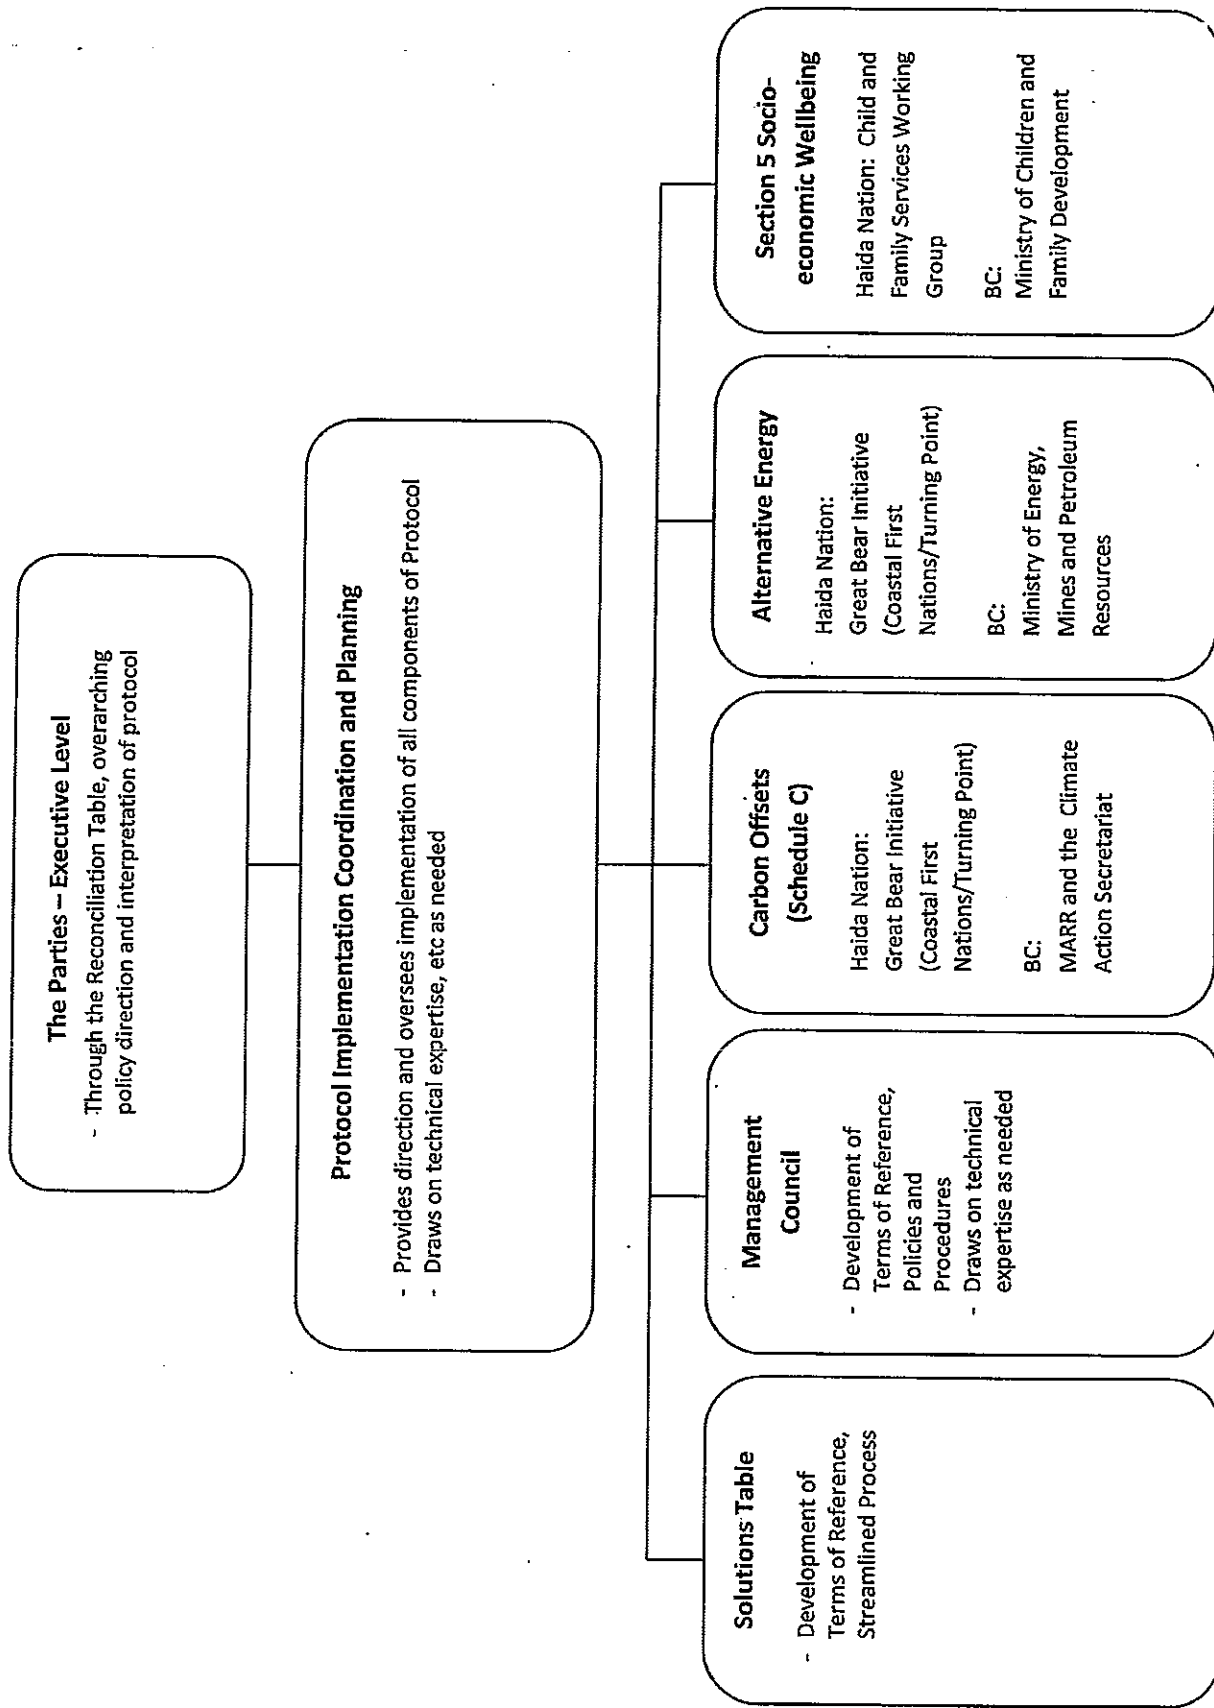 The Parties – Executive Level
- Through the Reconciliation Table, overarching
policy direction and interpretation of protocol
Protocol Implementation Coordination and Planning
- Provides direction and oversees implementation of all components of Protocol
- Draws on technical expertise, etc as needed
Solutions Table
- Development of
Terms of Reference,
Streamlined Process
Management
Council
- Development of
Terms of Reference,
Policies and
Procedures
- Draws on technical
expertise as needed
Carbon Offsets
(Schedule C)
Haida Nation:
Great Bear Initiative
(Coastal First
Nations/Turning Point)
BC:
MARR and the Climate
Action Secretariat
Alternative Energy
Haida Nation:
Great Bear Initiative
(Coastal First
Nations/Turning Point)
BC:
Ministry of Energy,
Mines and Petroleum
Resources
Section 5 Socio-
economic Wellbeing
Haida Nation: Child and
Family Services Working
Group
BC:
Ministry of Children and
Family Development